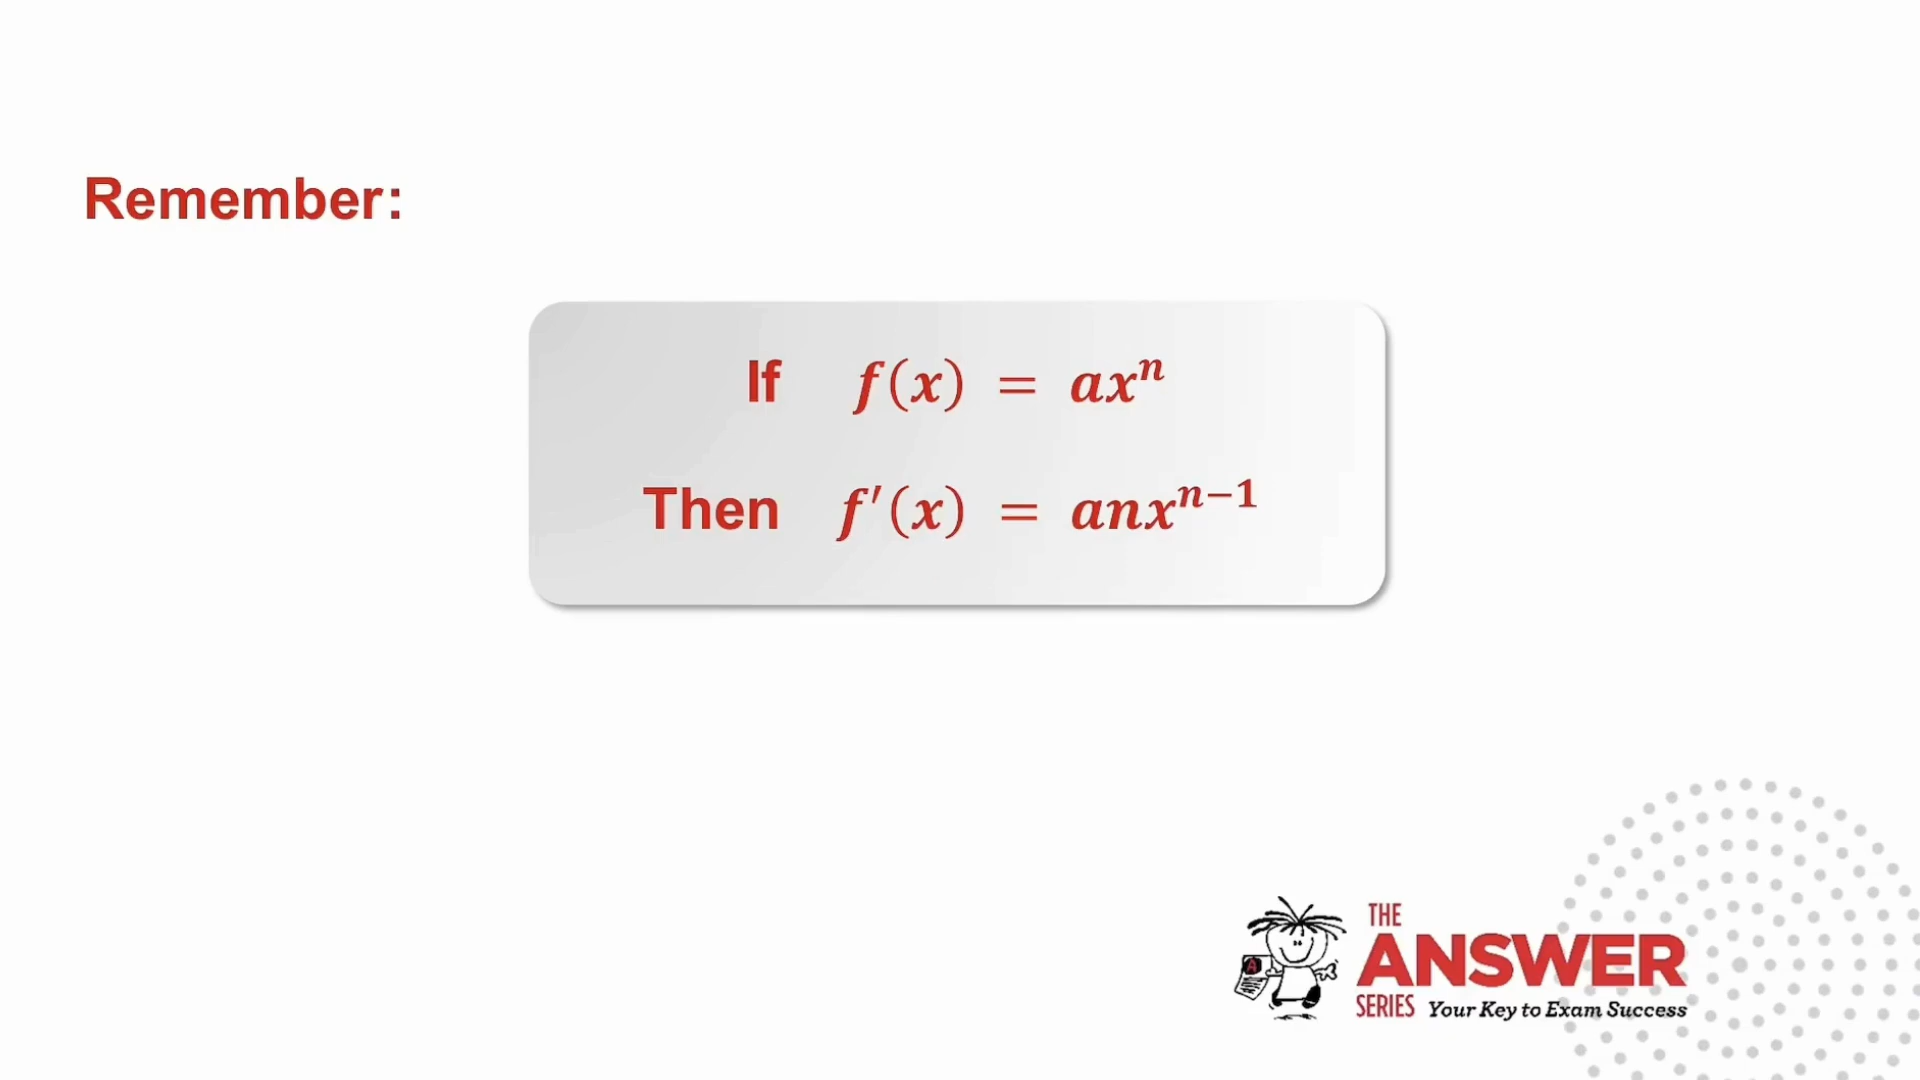 Remember:
If f(x) = axⁿ
Then f′(x) = anxⁿ⁻¹
THE
ANSWER
SERIES Your Key to Exam Success
A